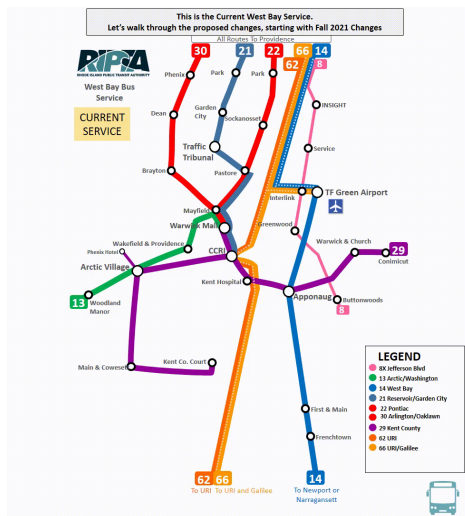 This is the Current West Bay Service.
Let's walk through the proposed changes, starting with Fall 2021 Changes
All Routes To Providence
30
21
22
66
14
62
8
RIPTA
RHODE ISLAND PUBLIC TRANSIT AUTHORITY
West Bay Bus
Service
CURRENT
SERVICE
Phenix
Park
Park
INSIGHT
Dean
Garden
City
Sockanosset
Traffic
Tribunal
Service
Brayton
Pastore
Interlink
TF Green Airport
Mayfield
Warwick Mall
Greenwood
Wakefield & Providence
Phenix Hotel
CCRI
Warwick & Church
29
Conimicut
Arctic Village
Kent Hospital
Apponaug
13
Woodland
Manor
Buttonwoods
8
Main & Cowesett
Kent Co. Court
First & Main
Frenchtown
LEGEND
8X Jefferson Blvd
13 Arctic/Washington
14 West Bay
21 Reservoir/Garden City
22 Pontiac
30 Arlington/Oaklawn
29 Kent County
62 URI
66 URI/Galilee
62
66
14
To URI
To URI and Galilee
To Newport or
Narragansett